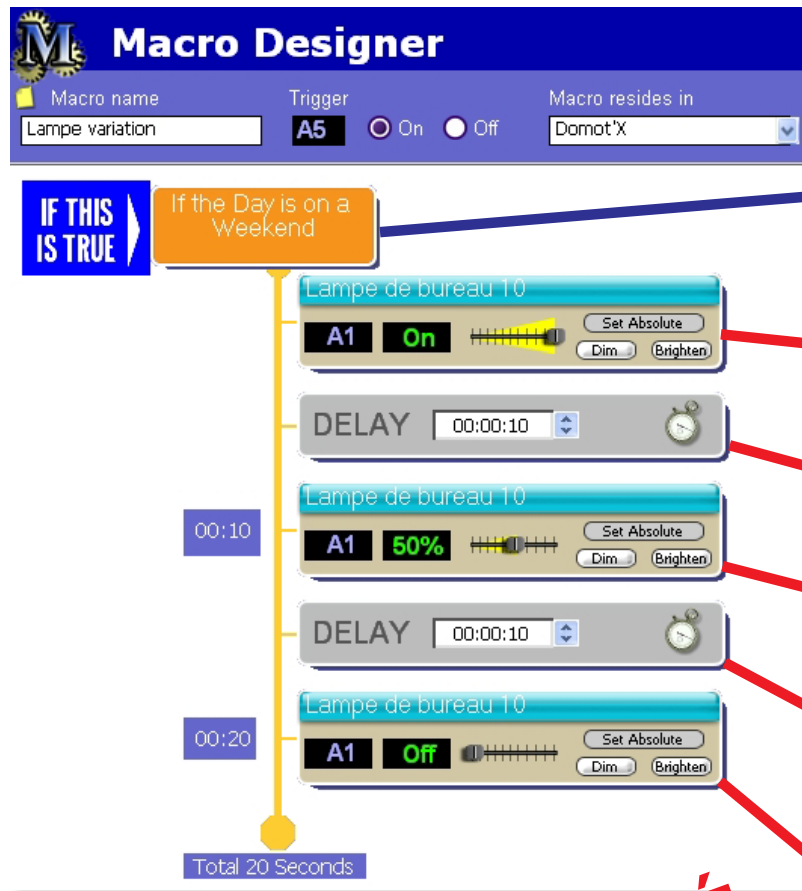 M Macro Designer
Macro name Trigger Macro resides in
Lampe variation A5 On Off Domot'X
IF THIS
IS TRUE
If the Day is on a
Weekend
Lampe de bureau 10
A1 On Set Absolute
Dim Brighten
DELAY 00:00:10
Lampe de bureau 10
00:10 A1 50% Set Absolute
Dim Brighten
DELAY 00:00:10
Lampe de bureau 10
00:20 A1 Off Set Absolute
Dim Brighten
Total 20 Seconds